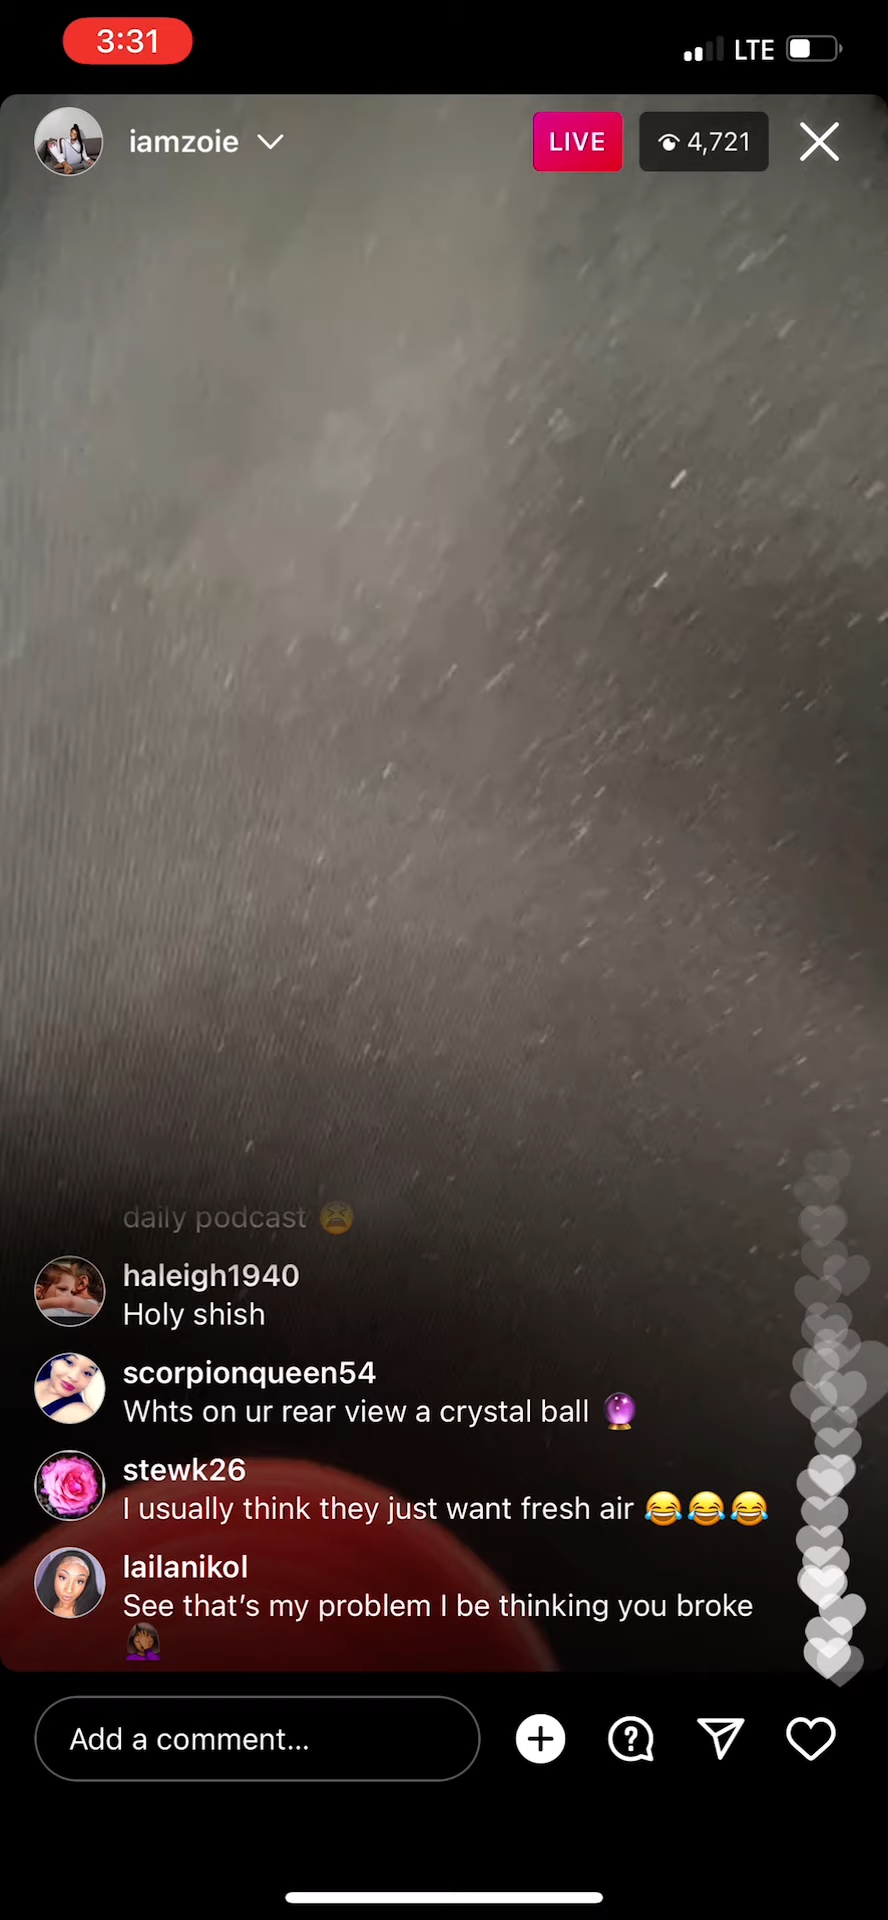 3:31
LTE
iamzoie
LIVE
4,721
daily podcast 😫
haleigh1940
Holy shish
scorpionqueen54
Whts on ur rear view a crystal ball 🔮
stewk26
I usually think they just want fresh air 😂😂😂
lailanikol
See that’s my problem I be thinking you broke
🤦🏾‍♀️
Add a comment...